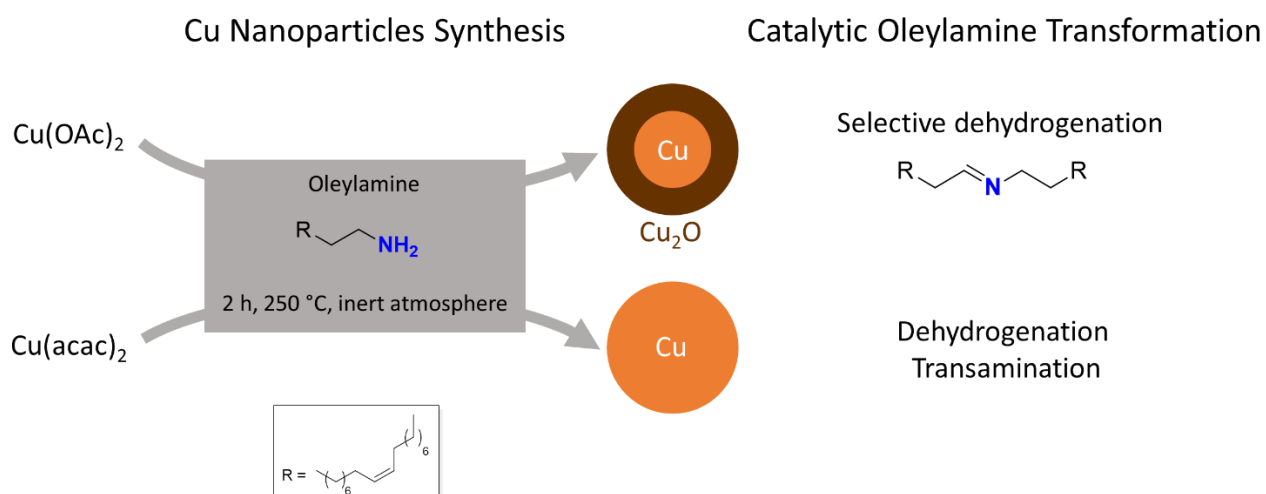 Cu Nanoparticles Synthesis
Catalytic Oleylamine Transformation
Cu(OAc)₂
Oleylamine
R
NH₂
2 h, 250 °C, inert atmosphere
Cu(acac)₂
Cu
Cu₂O
Cu
Selective dehydrogenation
R
N
R
Dehydrogenation
Transamination
R =
( )₆
( )₆